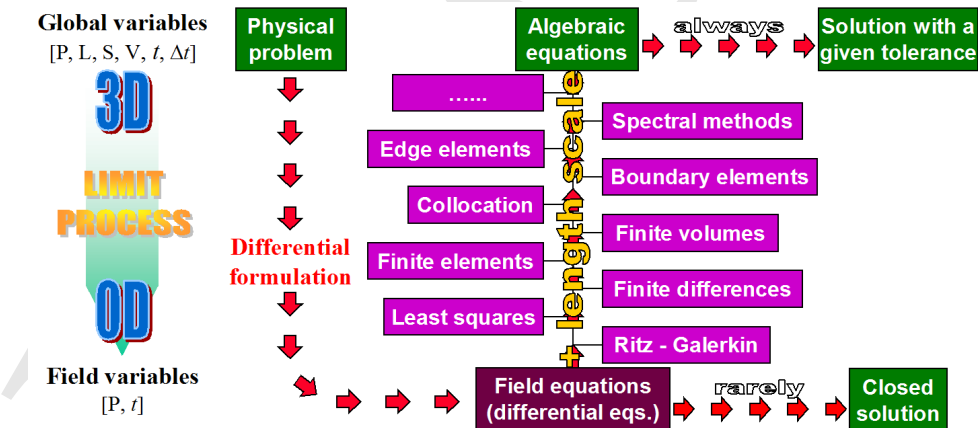 Global variables
[P, L, S, V, t, Δt]
3D
LIMIT
PROCESS
0D
Field variables
[P, t]
Physical
problem
Differential
formulation
Algebraic
equations
always
Solution with a
given tolerance
…...
Spectral methods
Edge elements
Boundary elements
Collocation
Finite volumes
Finite elements
Finite differences
Least squares
Ritz - Galerkin
+ length scale
Field equations
(differential eqs.)
rarely
Closed
solution